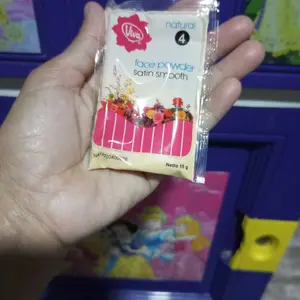 Viva
natural
4
face powder
satin smooth
Netto 15 g